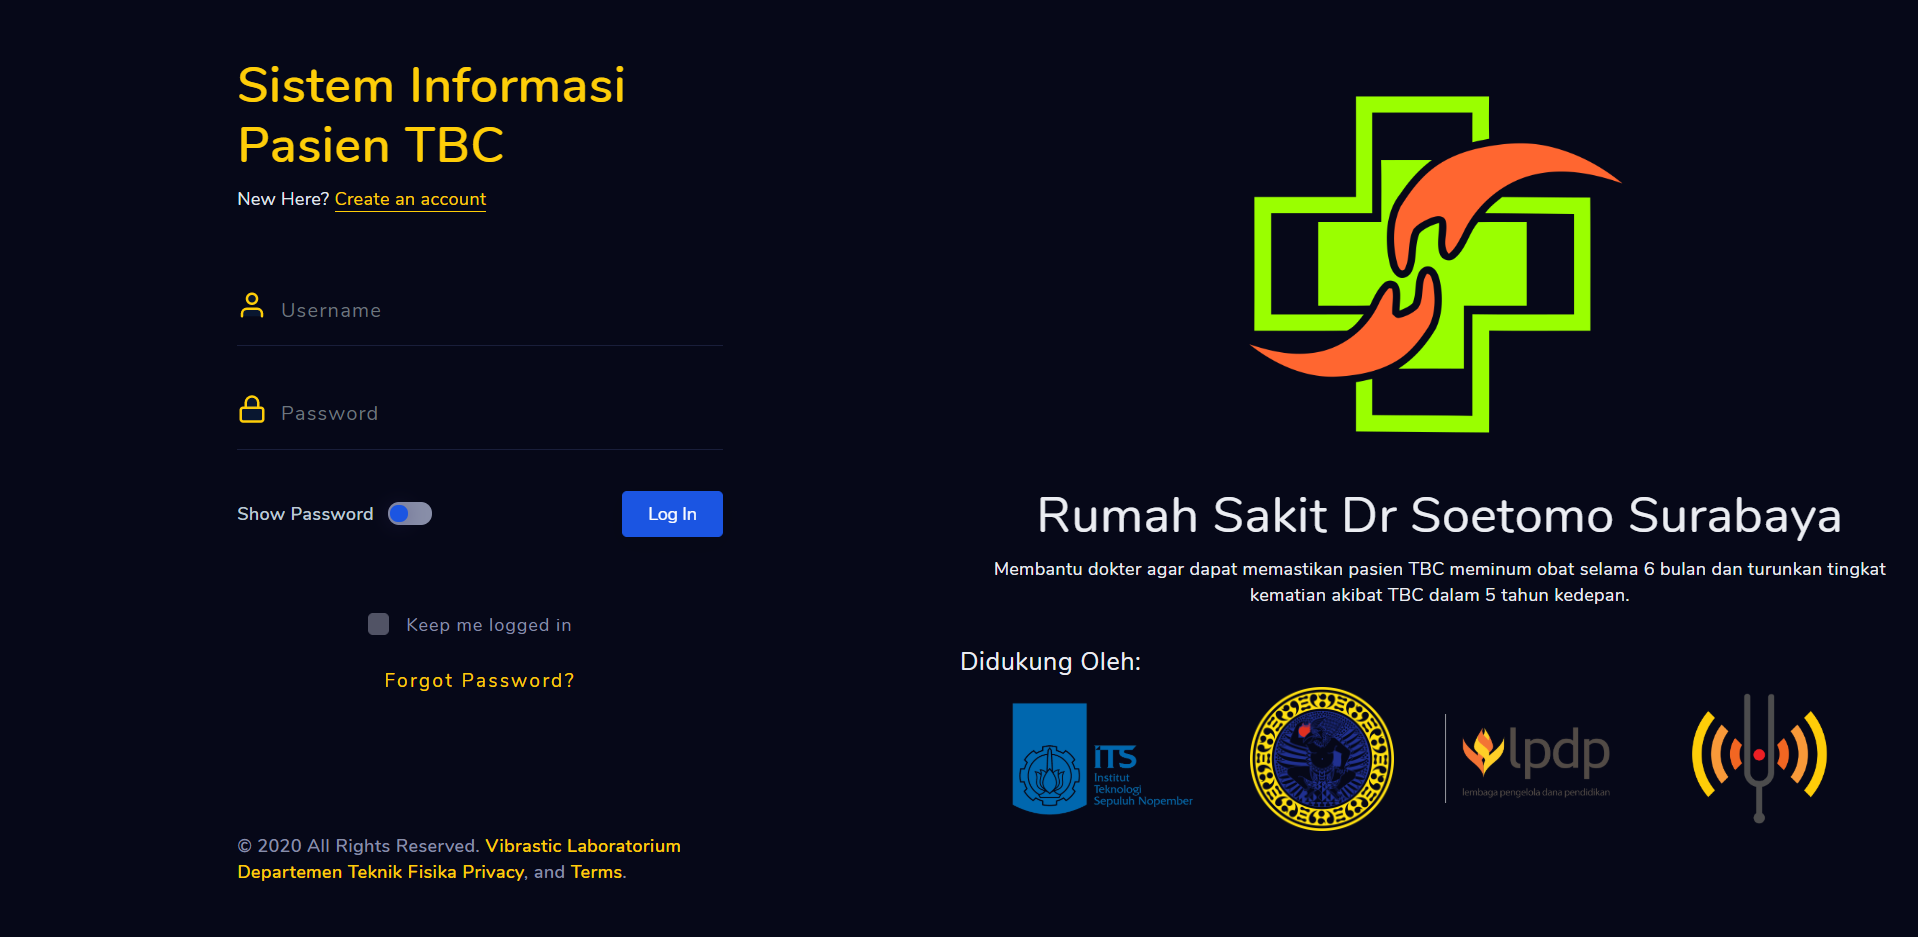 Sistem Informasi
Pasien TBC
New Here? Create an account
Username
Password
Show Password
Log In
Keep me logged in
Forgot Password?
© 2020 All Rights Reserved. Vibrastic Laboratorium
Departemen Teknik Fisika Privacy, and Terms.
Rumah Sakit Dr Soetomo Surabaya
Membantu dokter agar dapat memastikan pasien TBC meminum obat selama 6 bulan dan turunkan tingkat
kematian akibat TBC dalam 5 tahun kedepan.
Didukung Oleh:
iTS
Institut
Teknologi
Sepuluh Nopember
lpdp
lembaga pengelola dana pendidikan